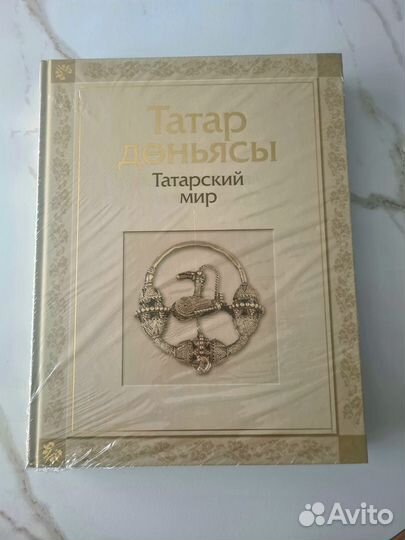 Татар
дөньясы
Татарский
мир
Avito